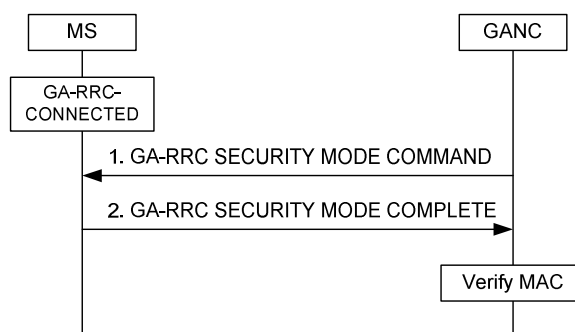 MS
GANC
GA-RRC-
CONNECTED
1. GA-RRC SECURITY MODE COMMAND
2. GA-RRC SECURITY MODE COMPLETE
Verify MAC